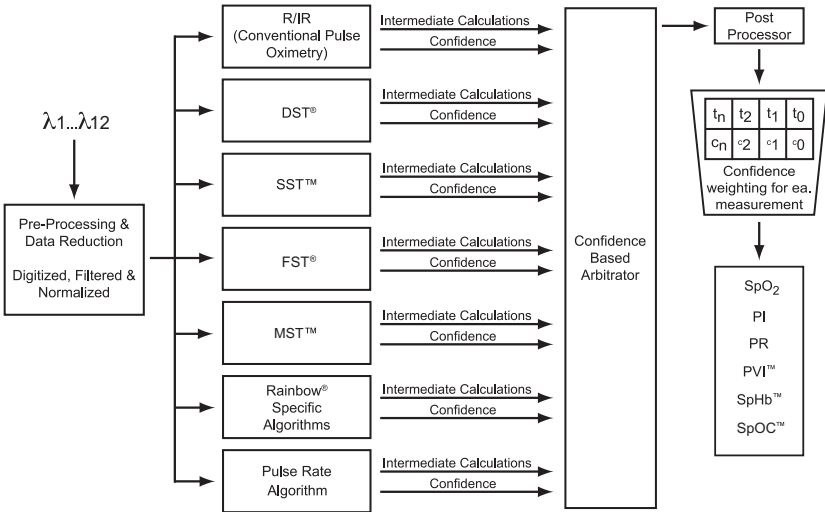 λ1...λ12
Pre-Processing &
Data Reduction
Digitized, Filtered &
Normalized
R/IR
(Conventional Pulse
Oximetry)
Intermediate Calculations
Confidence
DST®
Intermediate Calculations
Confidence
SST™
Intermediate Calculations
Confidence
FST®
Intermediate Calculations
Confidence
MST™
Intermediate Calculations
Confidence
Rainbow®
Specific
Algorithms
Intermediate Calculations
Confidence
Pulse Rate
Algorithm
Intermediate Calculations
Confidence
Confidence
Based
Arbitrator
Post
Processor
tn t2 t1 t0
cn c2 c1 c0
Confidence
weighting for ea.
measurement
SpO2
PI
PR
PVI™
SpHb™
SpOC™